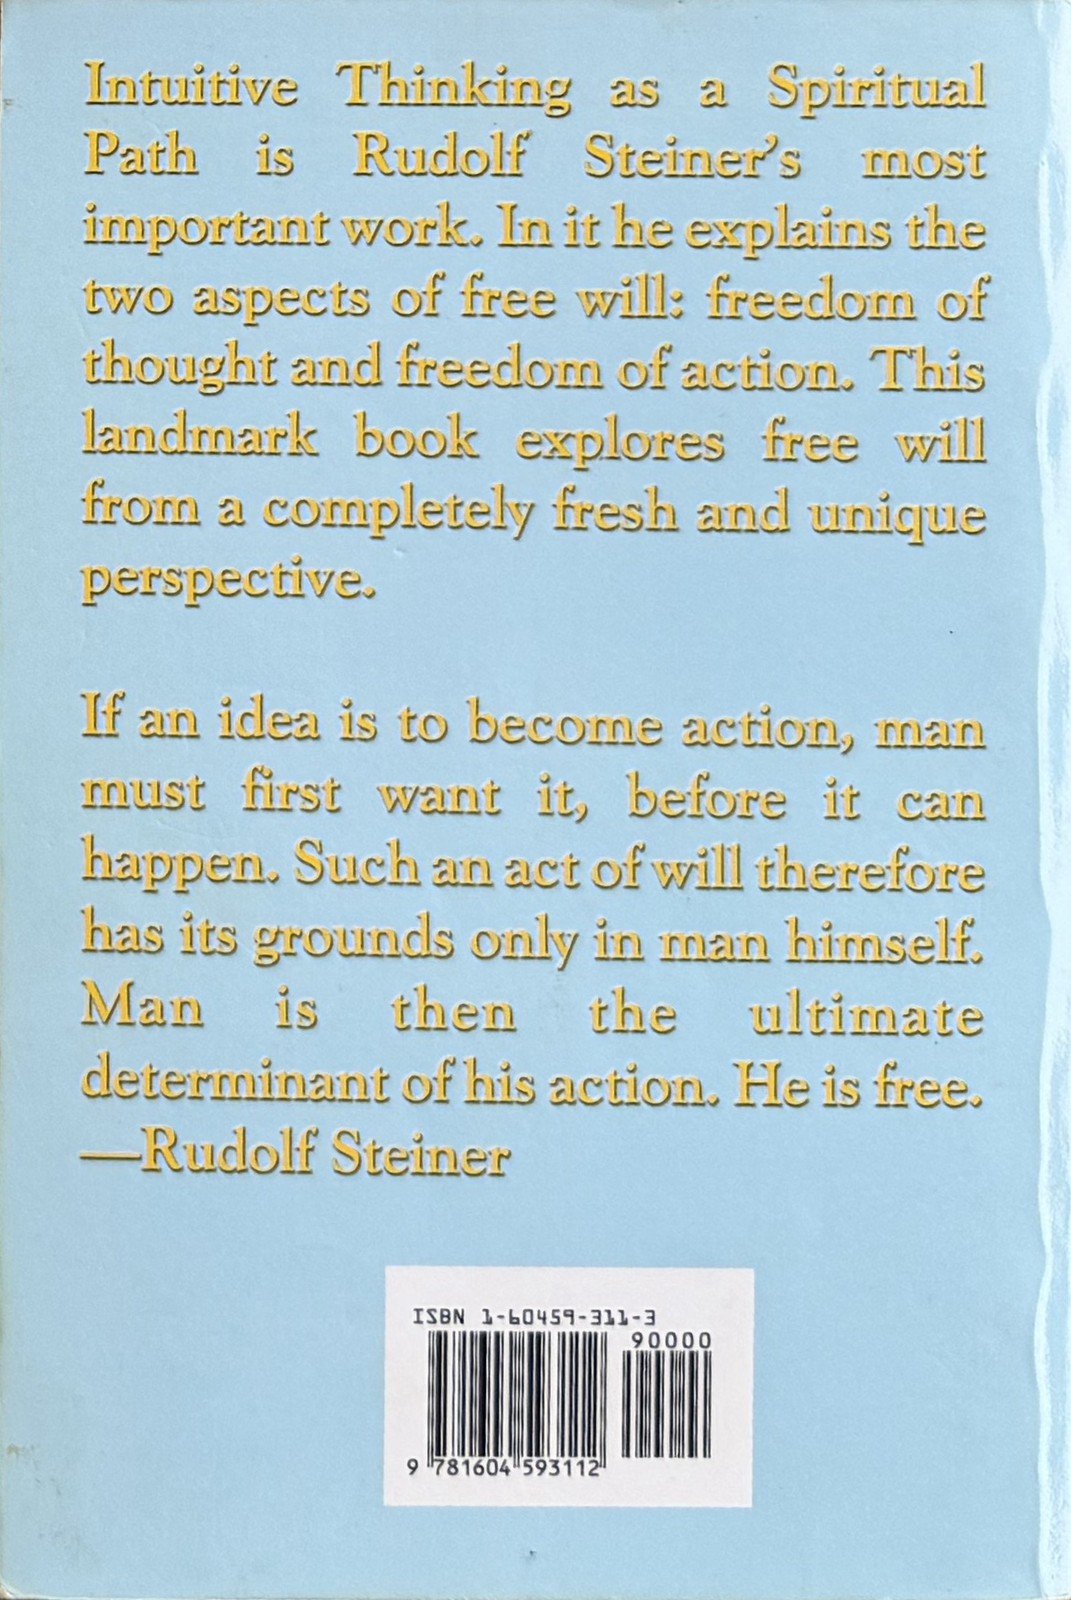 Intuitive Thinking as a Spiritual
Path is Rudolf Steiner's most
important work. In it he explains the
two aspects of free will: freedom of
thought and freedom of action. This
landmark book explores free will
from a completely fresh and unique
perspective.
If an idea is to become action, man
must first want it, before it can
happen. Such an act of will therefore
has its grounds only in man himself.
Man is then the ultimate
determinant of his action. He is free.
—Rudolf Steiner
ISBN 1-60459-311-3
90000
9 781604 593112